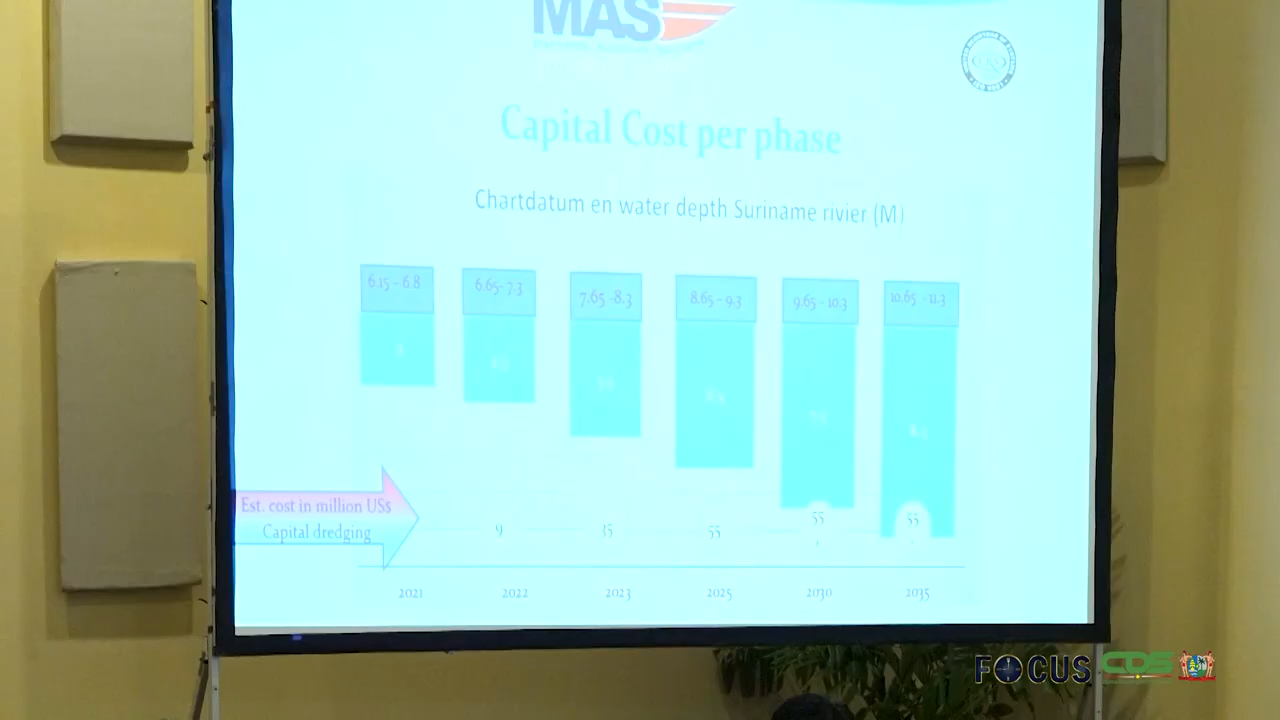 MAS
Capital Cost per phase
Chartdatum en water depth Suriname rivier (M)
6.15 - 6.8
6.65- 7.3
7.65 -8.3
8.65 - 9.3
9.65 - 10.3
10.65 - 11.3
Est. cost in million US$
Capital dredging
9
35
55
55
55
2021
2022
2023
2025
2030
2035
FOCUS
CDS